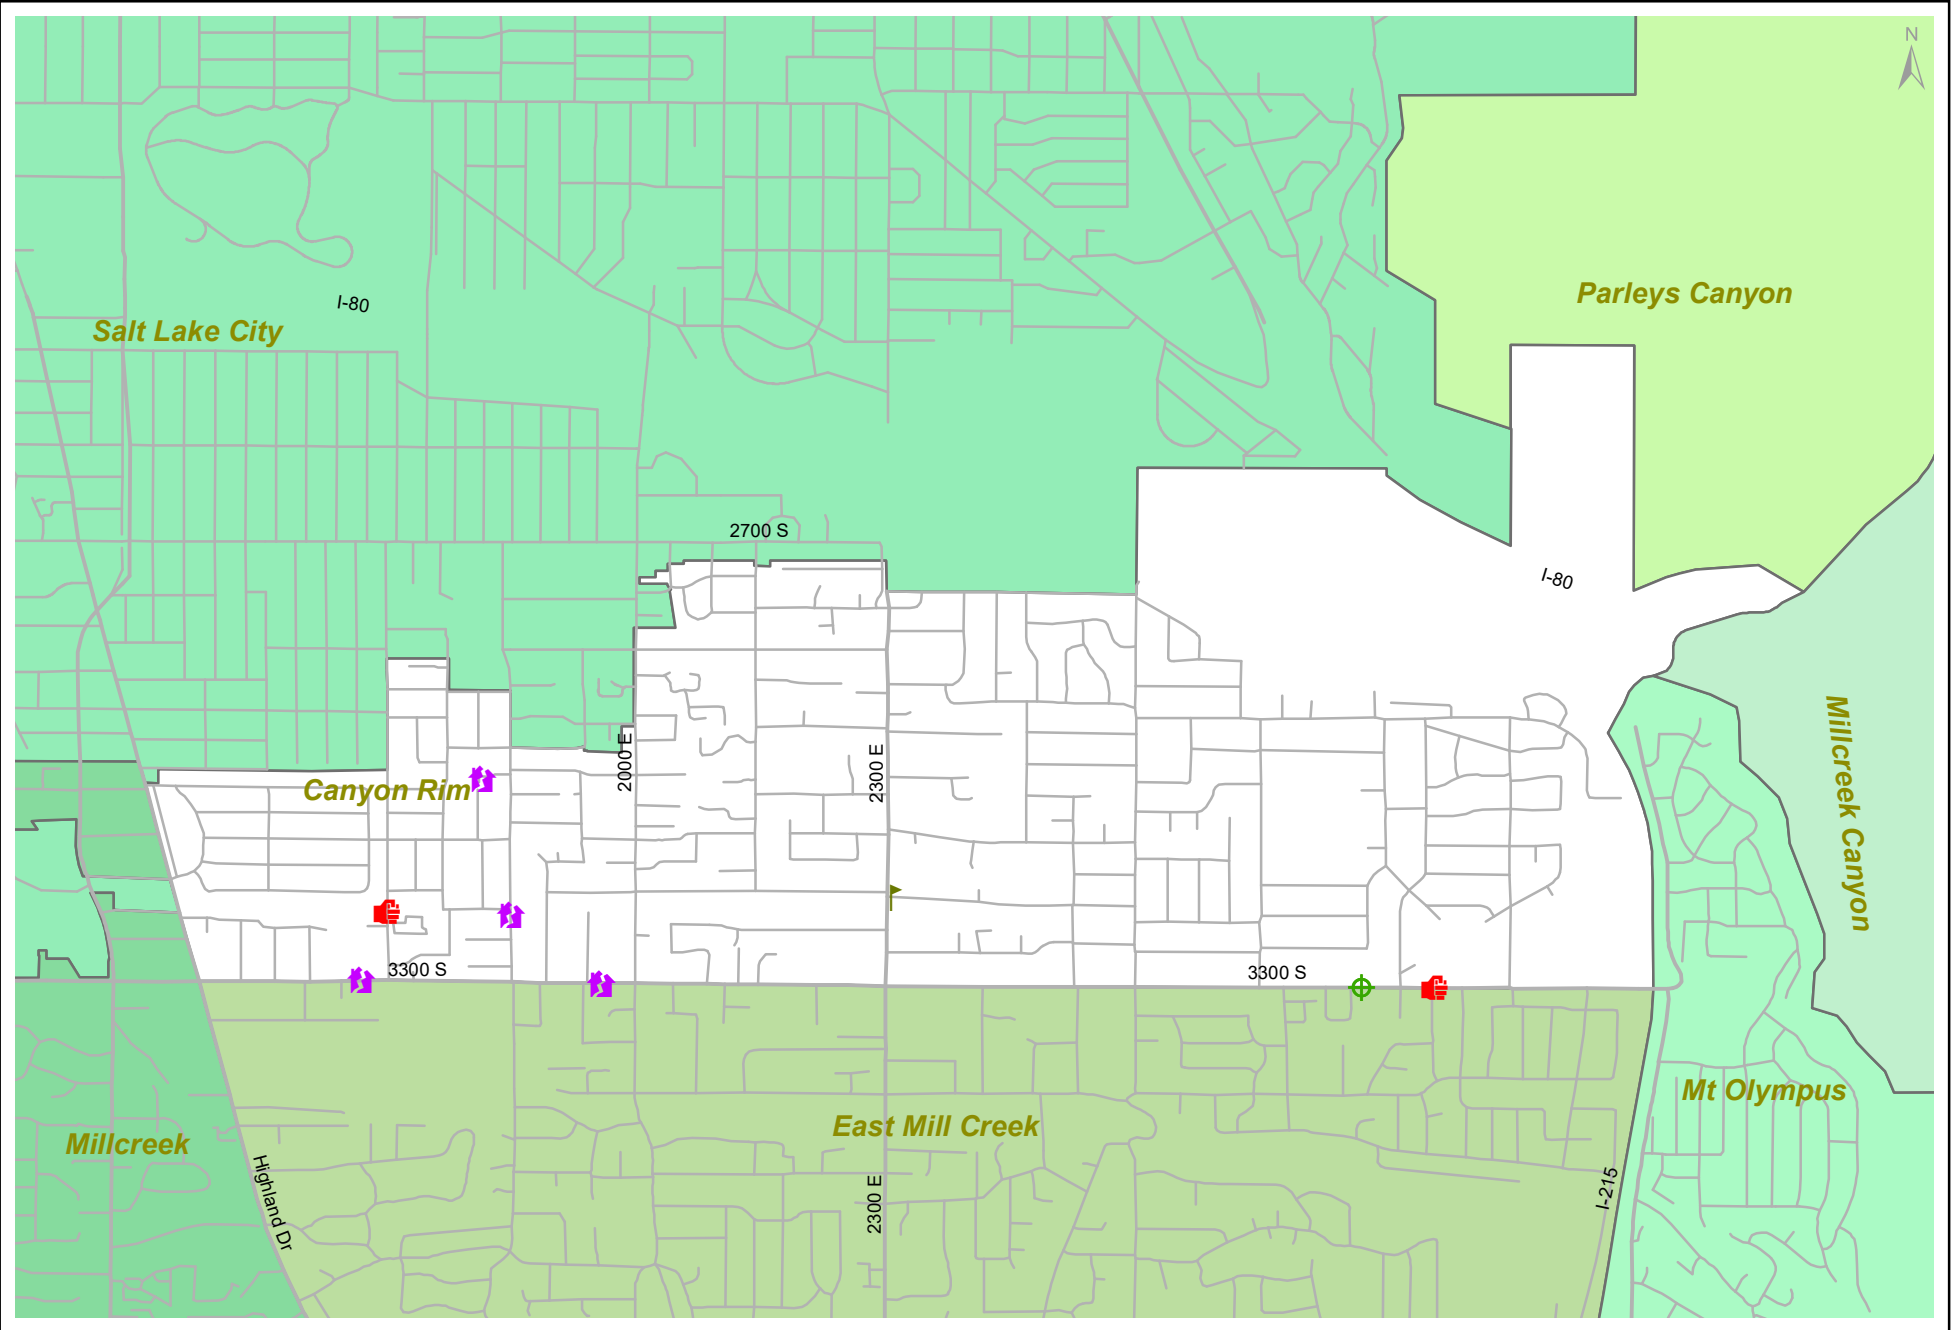 N
Parleys Canyon
I-80
Salt Lake City
2700 S
I-80
Millcreek Canyon
2000 E
2300 E
Canyon Rim
3300 S
3300 S
Mt Olympus
East Mill Creek
Millcreek
Highland Dr
2300 E
I-215